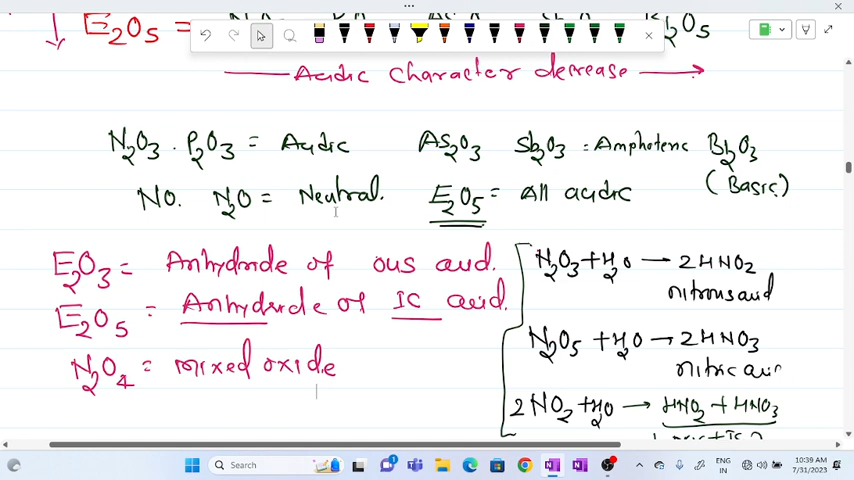 E₂O₅ =
₂O₅
Acidic character decrease
N₂O₃ . P₂O₃ = Acidic As₂O₃ Sb₂O₃ = Amphoteric Bi₂O₃
NO. N₂O = Neutral. E₂O₅ = All acidic (Basic)
E₂O₃ = Anhydride of ous acid.
E₂O₅ = Anhydride of IC acid.
N₂O₄ = mixed oxide
N₂O₃ + H₂O → 2HNO₂
nitrous acid
N₂O₅ + H₂O → 2HNO₃
nitric acid
2NO₂ + H₂O → HNO₂ + HNO₃
Search
ENG
IN
10:39 AM
7/31/2023